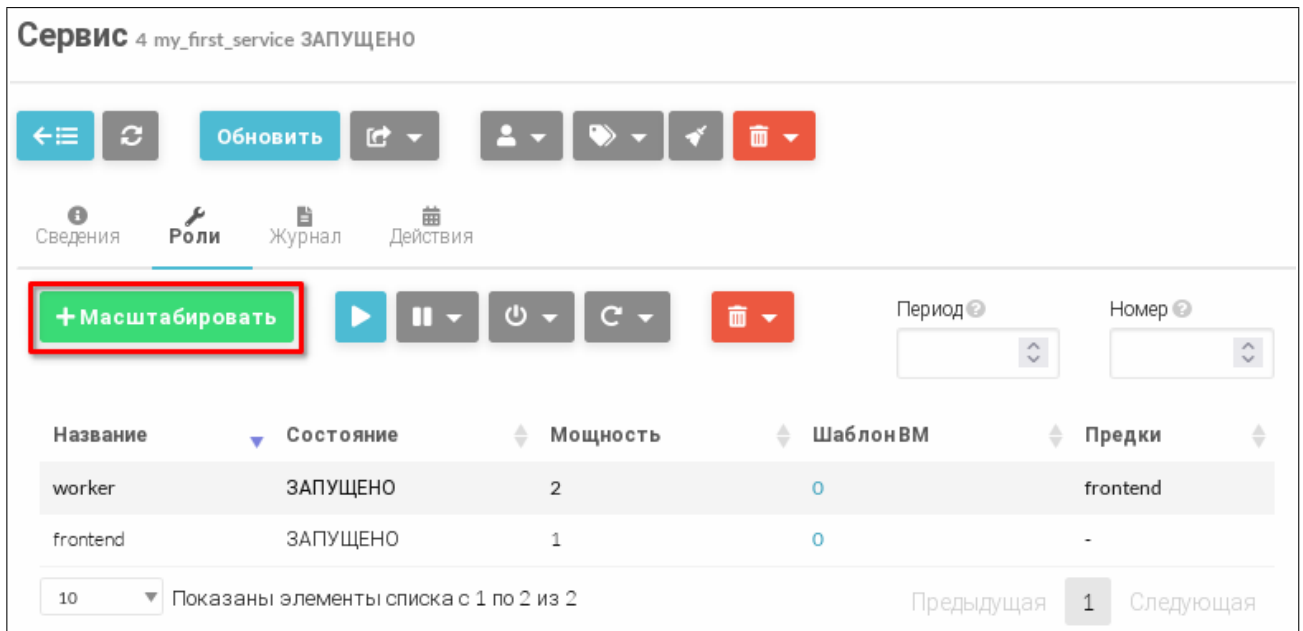 Сервис 4 my_first_service ЗАПУЩЕНО
Обновить
Сведения Роли Журнал Действия
Масштабировать Период Номер
Название Состояние Мощность Шаблон ВМ Предки
worker ЗАПУЩЕНО 2 0 frontend
frontend ЗАПУЩЕНО 1 0 -
10 Показаны элементы списка с 1 по 2 из 2 Предыдущая 1 Следующая